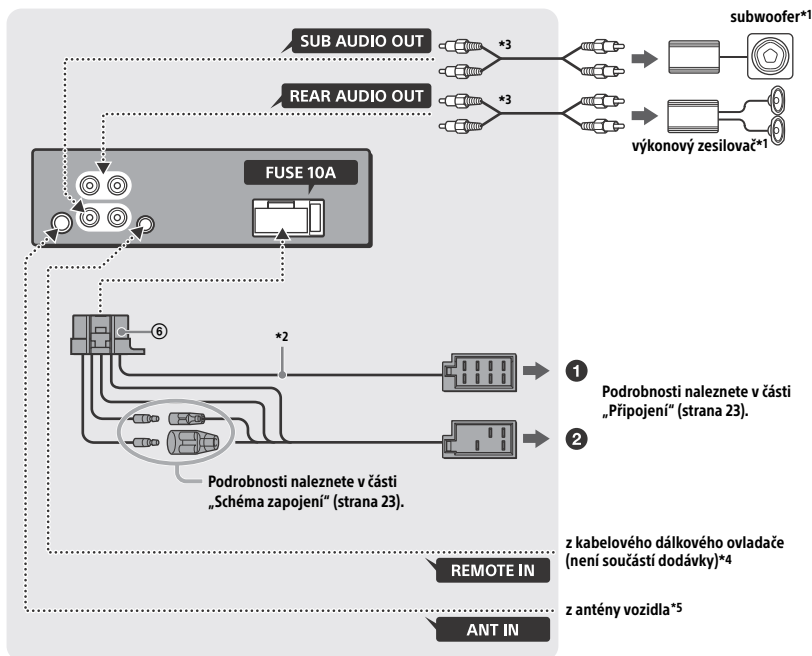 subwoofer*1
SUB AUDIO OUT
*3
REAR AUDIO OUT
*3
výkonový zesilovač*1
FUSE 10A
⑥
*2
❶
Podrobnosti naleznete v části
„Připojení“ (strana 23).
❷
Podrobnosti naleznete v části
„Schéma zapojení“ (strana 23).
z kabelového dálkového ovladače
(není součástí dodávky)*4
REMOTE IN
z antény vozidla*5
ANT IN